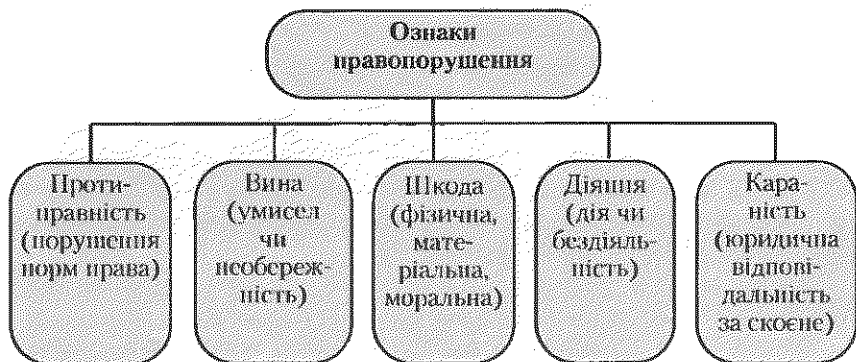 Ознаки
правопорушення
Проти-
правність
(порушення
норм права)
Вина
(умисел
чи
необереж-
ність)
Шкода
(фізична,
мате-
ріальна,
моральна)
Діяння
(дія чи
бездіяль-
ність)
Кара-
ність
(юридична
відпові-
дальність
за скоєне)